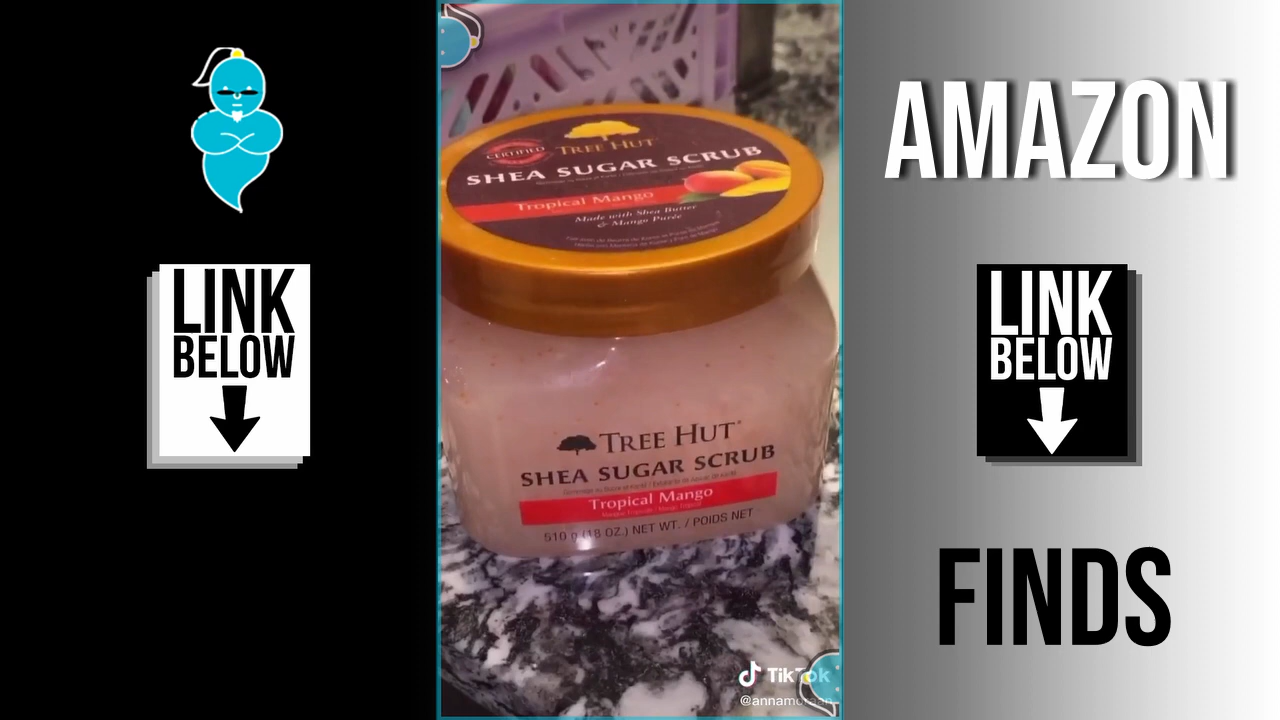 LINK
BELOW
CERTIFIED
TREE HUT
SHEA SUGAR SCRUB
Tropical Mango
Made with Shea Butter
& Mango Purée
TREE HUT
SHEA SUGAR SCRUB
Tropical Mango
510 g (18 OZ.) NET WT. / POIDS NET
TikTok
AMAZON
LINK
BELOW
FINDS